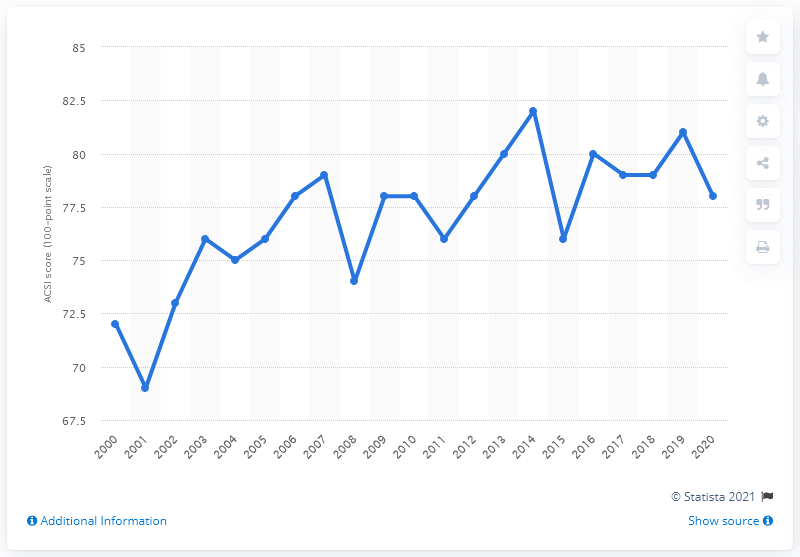 85
82.5
80
77.5
75
72.5
70
67.5
ACSI score (100-point scale)
2000 2001 2002 2003 2004 2005 2006 2007 2008 2009 2010 2011 2012 2013 2014 2015 2016 2017 2018 2019 2020
© Statista 2021
Additional Information
Show source